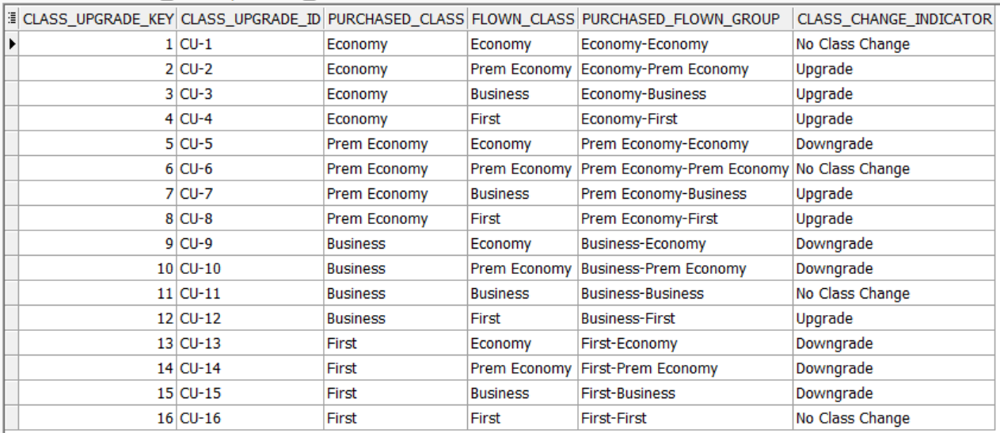 CLASS_UPGRADE_KEY CLASS_UPGRADE_ID PURCHASED_CLASS FLOWN_CLASS PURCHASED_FLOWN_GROUP CLASS_CHANGE_INDICATOR
1 CU-1 Economy Economy Economy-Economy No Class Change
2 CU-2 Economy Prem Economy Economy-Prem Economy Upgrade
3 CU-3 Economy Business Economy-Business Upgrade
4 CU-4 Economy First Economy-First Upgrade
5 CU-5 Prem Economy Economy Prem Economy-Economy Downgrade
6 CU-6 Prem Economy Prem Economy Prem Economy-Prem Economy No Class Change
7 CU-7 Prem Economy Business Prem Economy-Business Upgrade
8 CU-8 Prem Economy First Prem Economy-First Upgrade
9 CU-9 Business Economy Business-Economy Downgrade
10 CU-10 Business Prem Economy Business-Prem Economy Downgrade
11 CU-11 Business Business Business-Business No Class Change
12 CU-12 Business First Business-First Upgrade
13 CU-13 First Economy First-Economy Downgrade
14 CU-14 First Prem Economy First-Prem Economy Downgrade
15 CU-15 First Business First-Business Downgrade
16 CU-16 First First First-First No Class Change